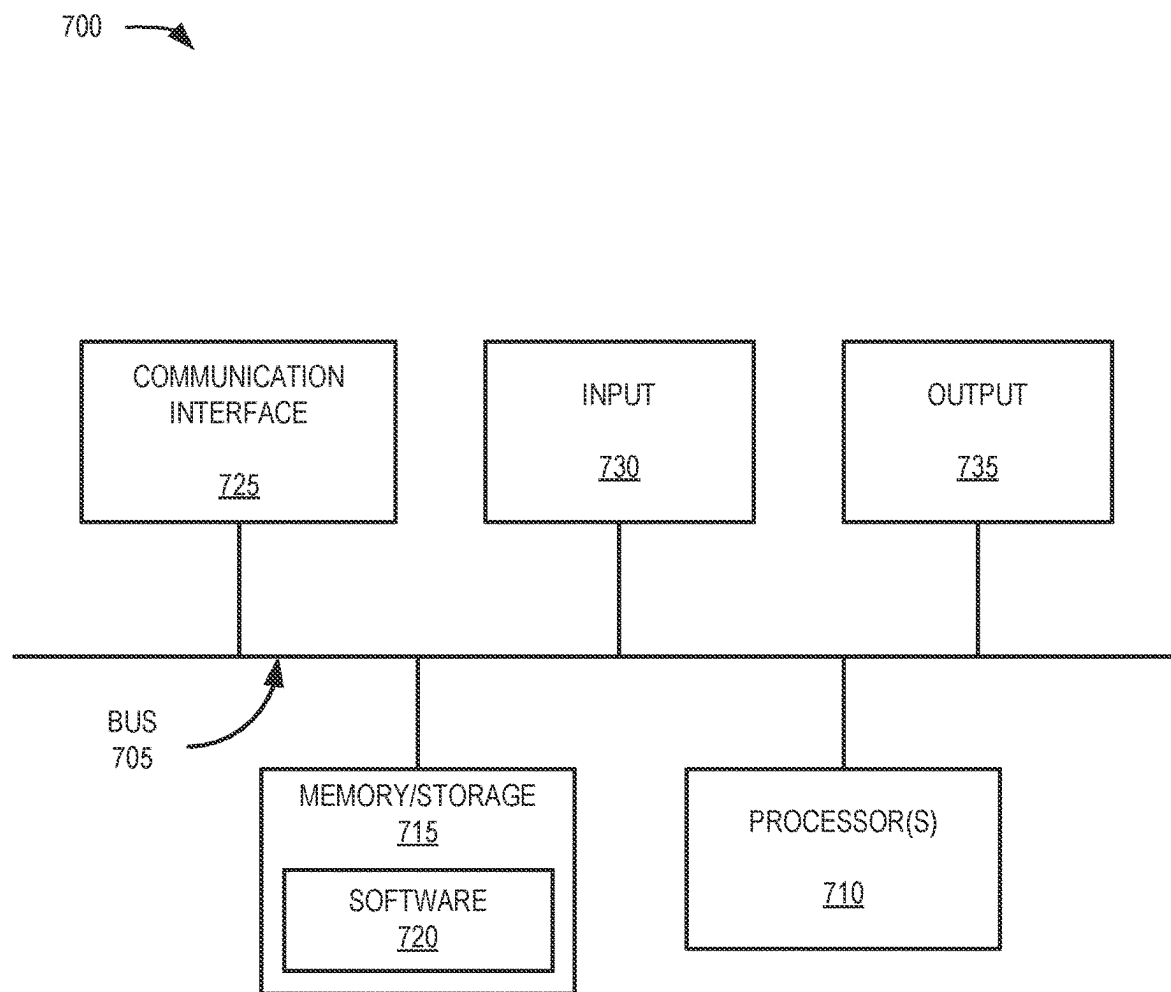 700
COMMUNICATION
INTERFACE
725
INPUT
730
OUTPUT
735
BUS
705
MEMORY/STORAGE
715
SOFTWARE
720
PROCESSOR(S)
710